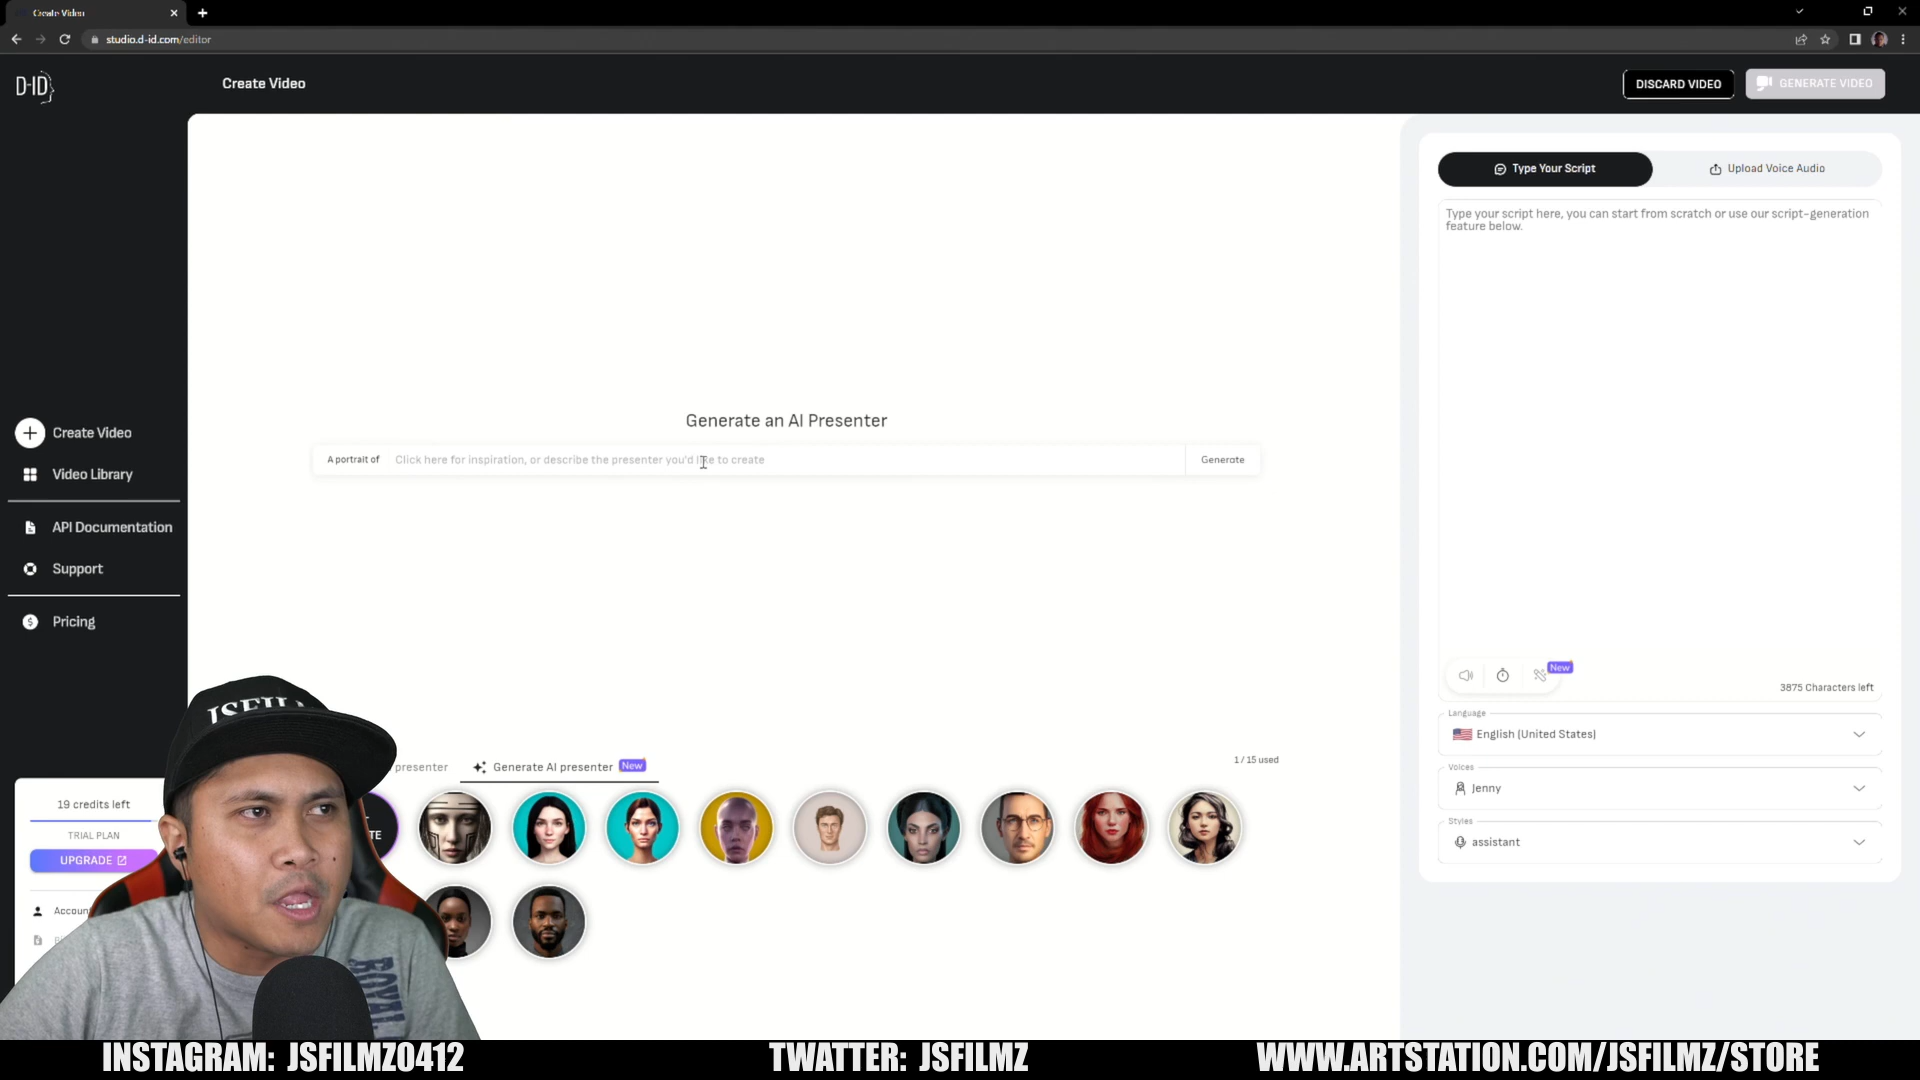 Create Video
studio.d-id.com/editor
D-ID
Create Video
DISCARD VIDEO
GENERATE VIDEO
Type Your Script
Upload Voice Audio
Type your script here, you can start from scratch or use our script-generation
feature below.
Generate an AI Presenter
A portrait of
Click here for inspiration, or describe the presenter you'd like to create
Generate
Create Video
Video Library
API Documentation
Support
Pricing
New
3875 Characters left
Language
English (United States)
Voices
Jenny
Styles
assistant
presenter
Generate AI presenter
New
1 / 15 used
19 credits left
TRIAL PLAN
UPGRADE
Accoun
JSFIL
ROYAL
INSTAGRAM: JSFILMZ0412
TWATTER: JSFILMZ
WWW.ARTSTATION.COM/JSFILMZ/STORE